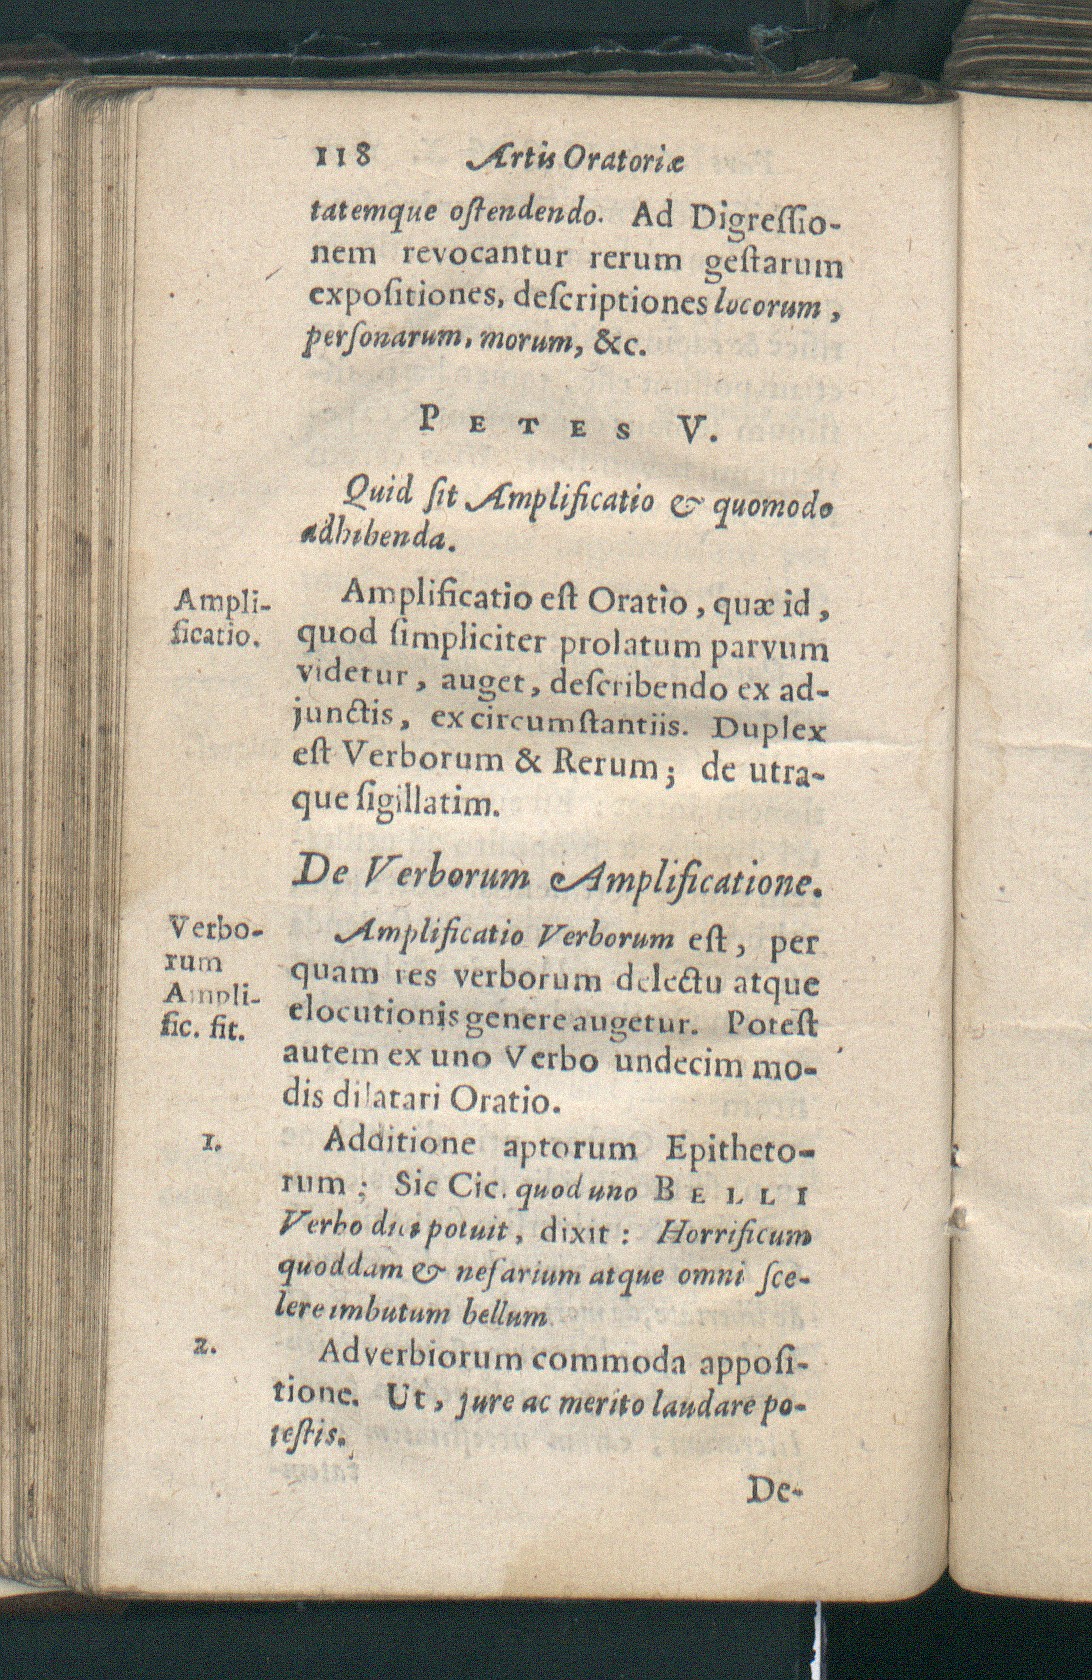 118 Artis Oratoriæ
tatemque oſtendendo. Ad Digreſſio-
nem revocantur rerum geſtarum
expoſitiones, deſcriptiones locorum,
perſonarum, morum, &c.
PETES V.
Quid ſit Amplificatio & quomodo
adhibenda.
Ampli-
ficatio.
Amplificatio eſt Oratio, quæ id,
quod ſimpliciter prolatum parvum
videtur, auget, deſcribendo ex ad-
junctis, ex circumſtantiis. Duplex
eſt Verborum & Rerum; de utra-
que ſigillatim.
De Verborum Amplificatione.
Verbo-
rum
Ampli-
fic. fit.
Amplificatio Verborum eſt, per
quam res verborum delectu atque
elocutionis genere augetur. Poteſt
autem ex uno Verbo undecim mo-
dis dilatari Oratio.
1. Additione aptorum Epitheto-
rum; Sic Cic. quod uno BELLI
Verbo dici potuit, dixit: Horrificum
quoddam & nefarium atque omni ſce-
lere imbutum bellum
2. Adverbiorum commoda appoſi-
tione. Ut, jure ac merito laudare po-
teſtis.
De-